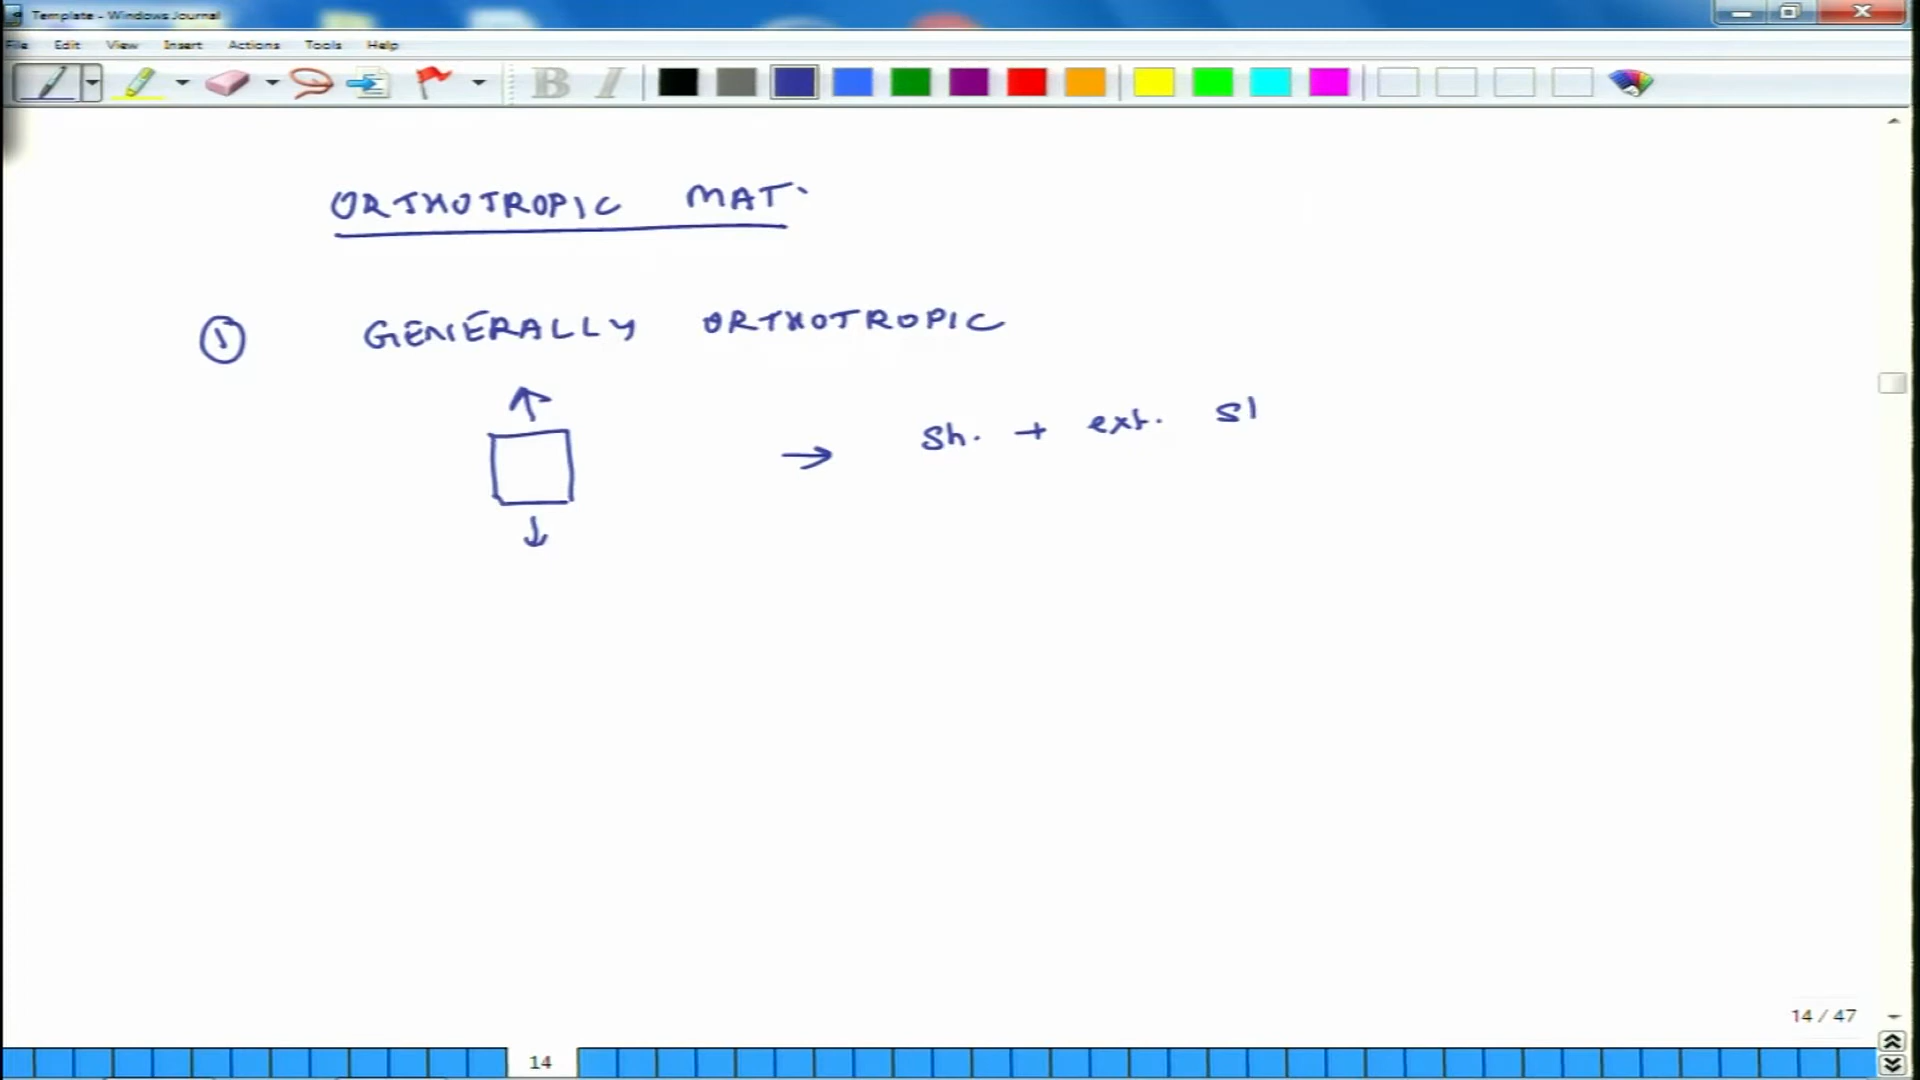 Template - Windows Journal
File Edit View Insert Actions Tools Help
B I
ORTHOTROPIC MAT.
1 GENERALLY ORTHOTROPIC
Sh. + ext. s
14 / 47
14